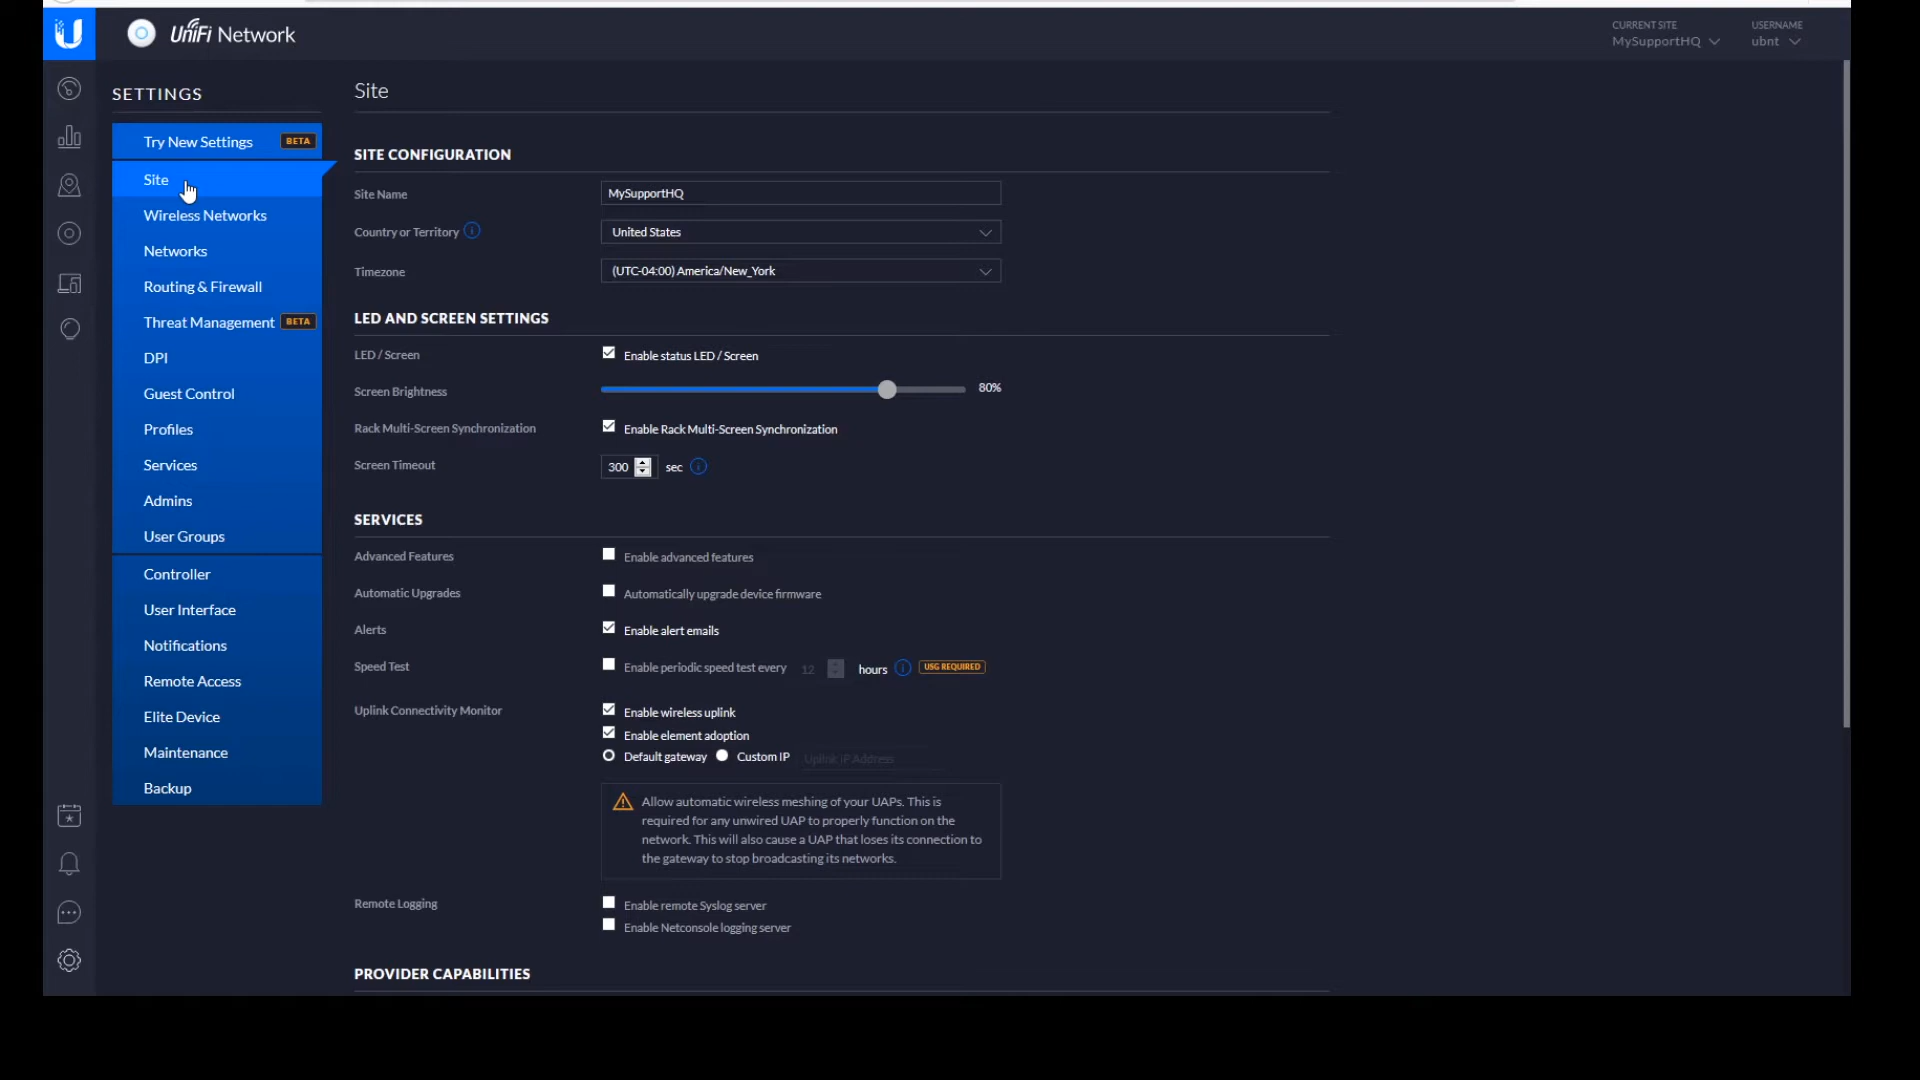 UniFi Network
CURRENT SITE
MySupportHQ
USERNAME
ubnt
SETTINGS
Try New Settings BETA
Site
Wireless Networks
Networks
Routing & Firewall
Threat Management BETA
DPI
Guest Control
Profiles
Services
Admins
User Groups
Controller
User Interface
Notifications
Remote Access
Elite Device
Maintenance
Backup
Site
SITE CONFIGURATION
Site Name MySupportHQ
Country or Territory United States
Timezone (UTC-04:00) America/New_York
LED AND SCREEN SETTINGS
LED / Screen Enable status LED / Screen
Screen Brightness 80%
Rack Multi-Screen Synchronization Enable Rack Multi-Screen Synchronization
Screen Timeout 300 sec
SERVICES
Advanced Features Enable advanced features
Automatic Upgrades Automatically upgrade device firmware
Alerts Enable alert emails
Speed Test Enable periodic speed test every 12 hours USG REQUIRED
Uplink Connectivity Monitor Enable wireless uplink
Enable element adoption
Default gateway Custom IP Uplink IP Address
Allow automatic wireless meshing of your UAPs. This is
required for any unwired UAP to properly function on the
network. This will also cause a UAP that loses its connection to
the gateway to stop broadcasting its networks.
Remote Logging Enable remote Syslog server
Enable Netconsole logging server
PROVIDER CAPABILITIES